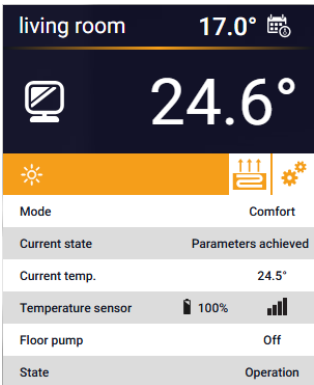 living room 17.0°
24.6°
Mode Comfort
Current state Parameters achieved
Current temp. 24.5°
Temperature sensor 100%
Floor pump Off
State Operation